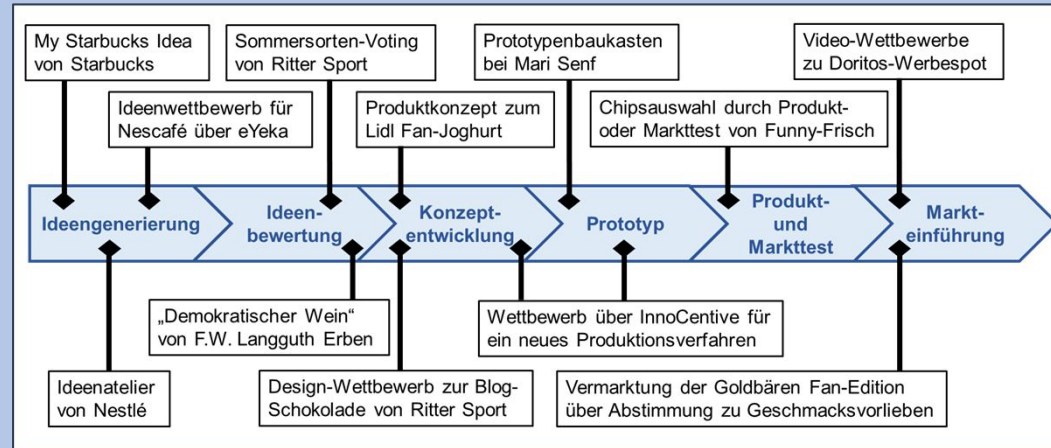 My Starbucks Idea
von Starbucks
Sommersorten-Voting
von Ritter Sport
Prototypenbaukasten
bei Mari Senf
Video-Wettbewerbe
zu Doritos-Werbespot
Ideenwettbewerb für
Nescafé über eYeka
Produktkonzept zum
Lidl Fan-Joghurt
Chipsauswahl durch Produkt-
oder Markttest von Funny-Frisch
Ideengenerierung
Ideen-
bewertung
Konzept-
entwicklung
Prototyp
Produkt-
und
Markttest
Markt-
einführung
„Demokratischer Wein“
von F.W. Langguth Erben
Wettbewerb über InnoCentive für
ein neues Produktionsverfahren
Ideenatelier
von Nestlé
Design-Wettbewerb zur Blog-
Schokolade von Ritter Sport
Vermarktung der Goldbären Fan-Edition
über Abstimmung zu Geschmacksvorlieben